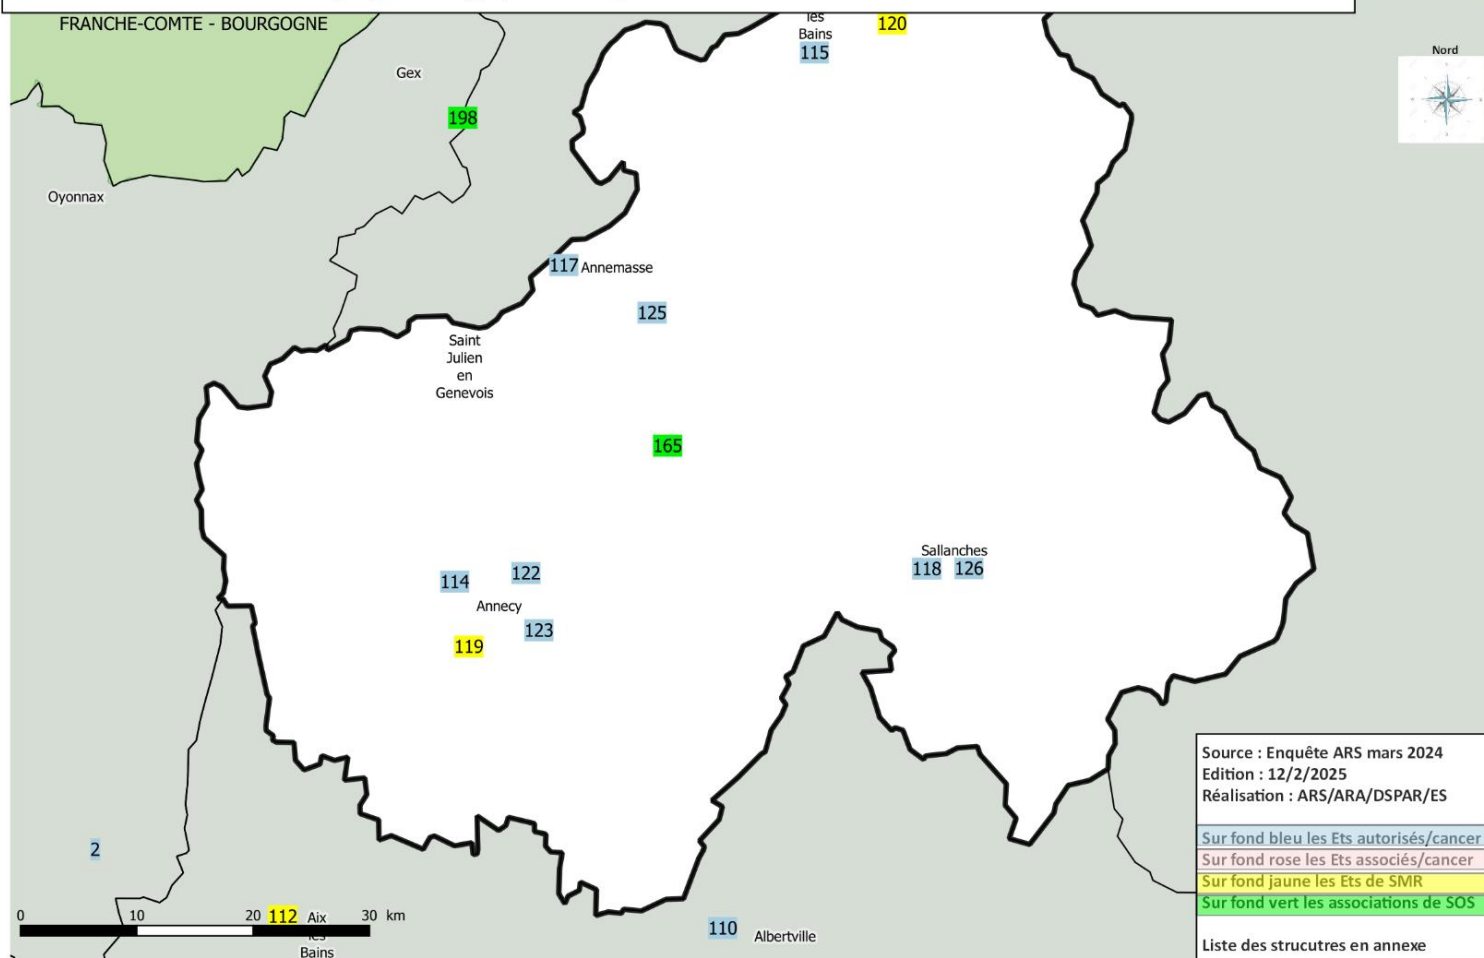 FRANCHE-COMTE - BOURGOGNE
les
Bains
120
115
Nord
Gex
198
Oyonnax
117 Annemasse
125
Saint
Julien
en
Genevois
165
Sallanches
118 126
114
122
Annecy
123
119
Source : Enquête ARS mars 2024
Edition : 12/2/2025
Réalisation : ARS/ARA/DSPAR/ES
Sur fond bleu les Ets autorisés/cancer
Sur fond rose les Ets associés/cancer
Sur fond jaune les Ets de SMR
Sur fond vert les associations de SOS
Liste des strucutres en annexe
2
0 10 20 30 km
112 Aix
les
Bains
110 Albertville